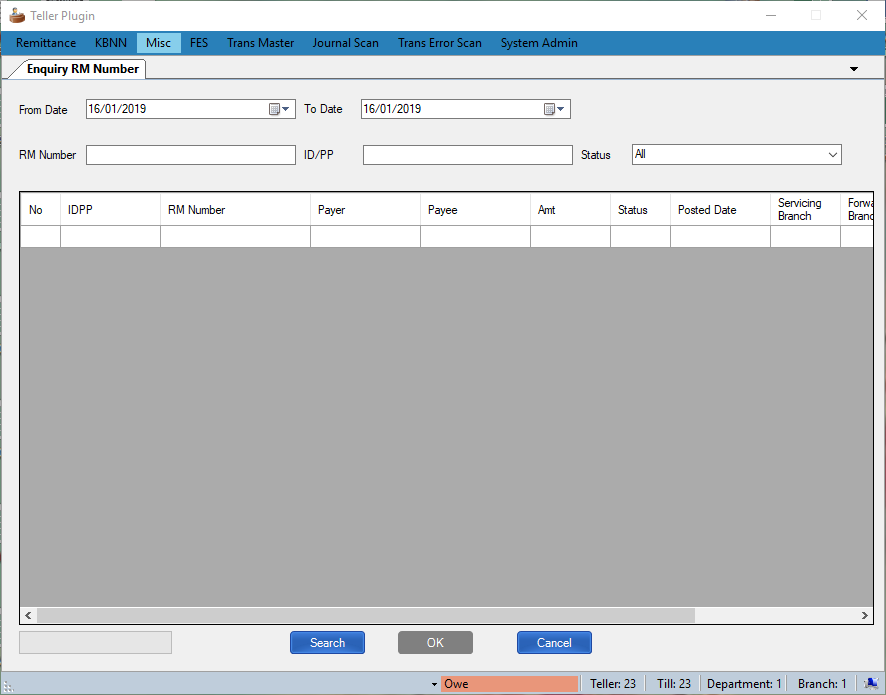 Teller Plugin
Remittance KBNN Misc FES Trans Master Journal Scan Trans Error Scan System Admin
Enquiry RM Number
From Date 16/01/2019 To Date 16/01/2019
RM Number ID/PP Status All
No IDPP RM Number Payer Payee Amt Status Posted Date Servicing Branch Forwa Branc
Search OK Cancel
Owe Teller: 23 Till: 23 Department: 1 Branch: 1